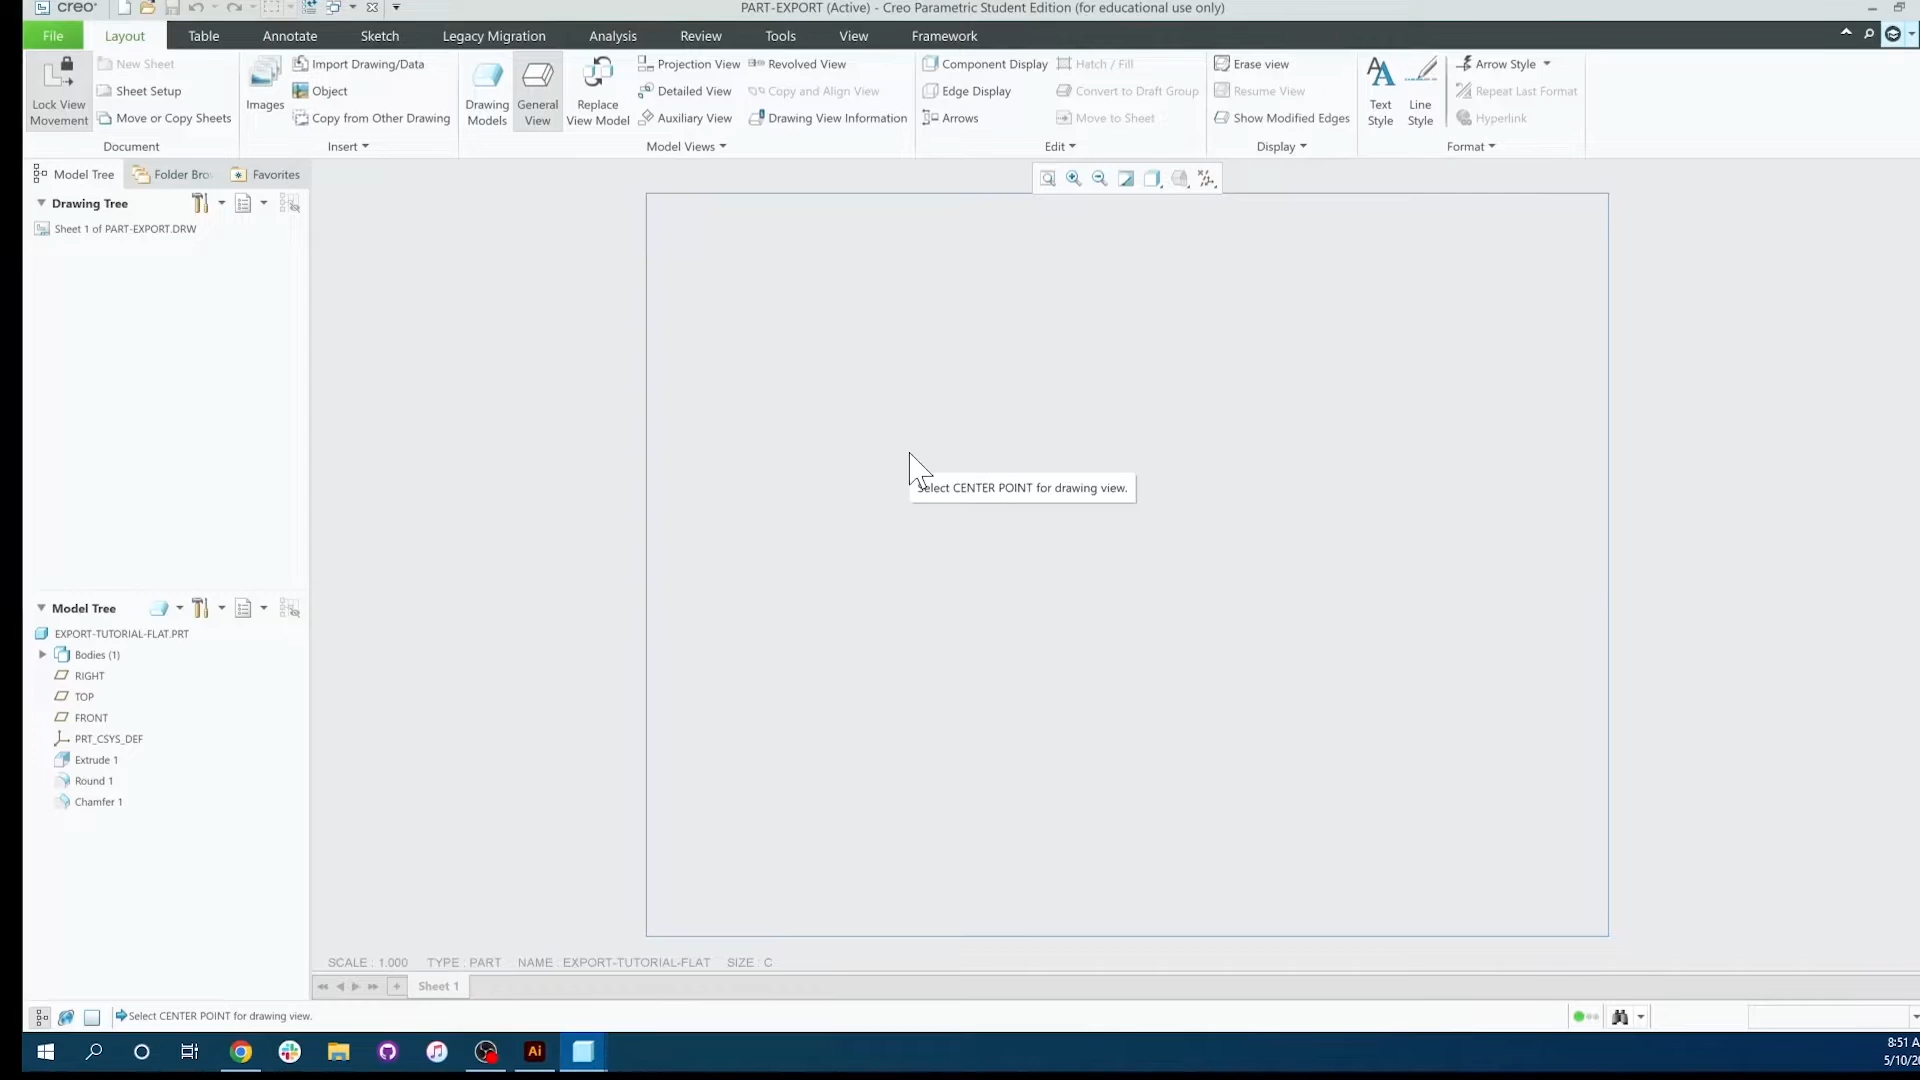 creo·
PART-EXPORT (Active) - Creo Parametric Student Edition (for educational use only)
File Layout Table Annotate Sketch Legacy Migration Analysis Review Tools View Framework
Lock View Movement
New Sheet
Sheet Setup
Move or Copy Sheets
Document
Images
Import Drawing/Data
Object
Copy from Other Drawing
Insert
Drawing Models
General View
Replace View Model
Projection View
Detailed View
Auxiliary View
Revolved View
Copy and Align View
Drawing View Information
Model Views
Component Display
Edge Display
Arrows
Hatch / Fill
Convert to Draft Group
Move to Sheet
Edit
Erase view
Resume View
Show Modified Edges
Display
Text Style
Line Style
Arrow Style
Repeat Last Format
Hyperlink
Format
Model Tree Folder Bro Favorites
Drawing Tree
Sheet 1 of PART-EXPORT.DRW
Select CENTER POINT for drawing view.
Model Tree
EXPORT-TUTORIAL-FLAT.PRT
Bodies (1)
RIGHT
TOP
FRONT
PRT_CSYS_DEF
Extrude 1
Round 1
Chamfer 1
SCALE : 1.000 TYPE : PART NAME : EXPORT-TUTORIAL-FLAT SIZE : C
Sheet 1
Select CENTER POINT for drawing view.
Ai
8:51 A
5/10/20